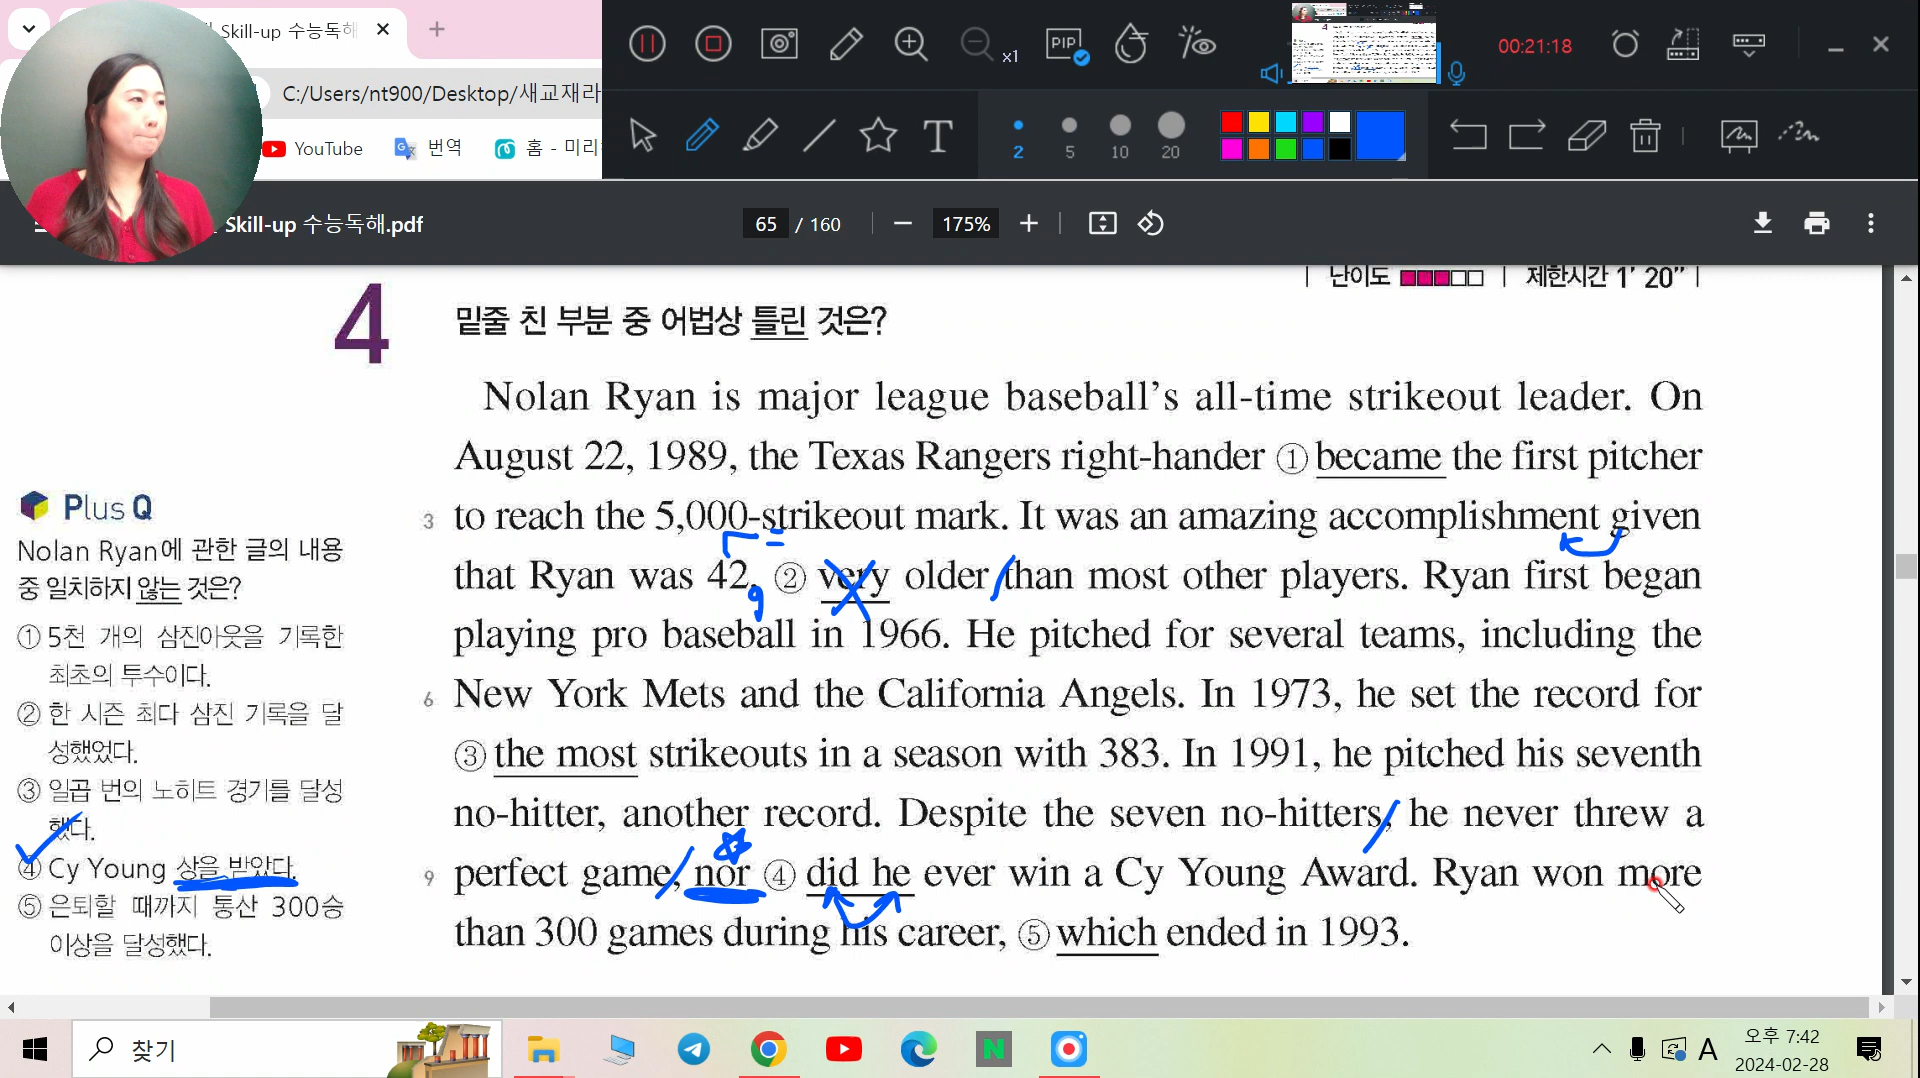 Skill-up 수능독해
C:/Users/nt900/Desktop/새교재라
YouTube
번역
홈 - 미리
x1
PIP
00:21:18
T
2
5
10
20
Skill-up 수능독해.pdf
65 / 160
175%
난이도
제한시간 1' 20"
4
밑줄 친 부분 중 어법상 틀린 것은?
Nolan Ryan is major league baseball's all-time strikeout leader. On
August 22, 1989, the Texas Rangers right-hander ① became the first pitcher
3 to reach the 5,000-strikeout mark. It was an amazing accomplishment given
that Ryan was 42, ② very older than most other players. Ryan first began
playing pro baseball in 1966. He pitched for several teams, including the
6 New York Mets and the California Angels. In 1973, he set the record for
③ the most strikeouts in a season with 383. In 1991, he pitched his seventh
no-hitter, another record. Despite the seven no-hitters, he never threw a
9 perfect game, nor ④ did he ever win a Cy Young Award. Ryan won more
than 300 games during his career, ⑤ which ended in 1993.
Plus Q
Nolan Ryan에 관한 글의 내용
중 일치하지 않는 것은?
① 5천 개의 삼진아웃을 기록한
최초의 투수이다.
② 한 시즌 최다 삼진 기록을 달
성했었다.
③ 일곱 번의 노히트 경기를 달성
했다.
④ Cy Young 상을 받았다.
⑤ 은퇴할 때까지 통산 300승
이상을 달성했다.
찾기
N
A
오후 7:42
2024-02-28